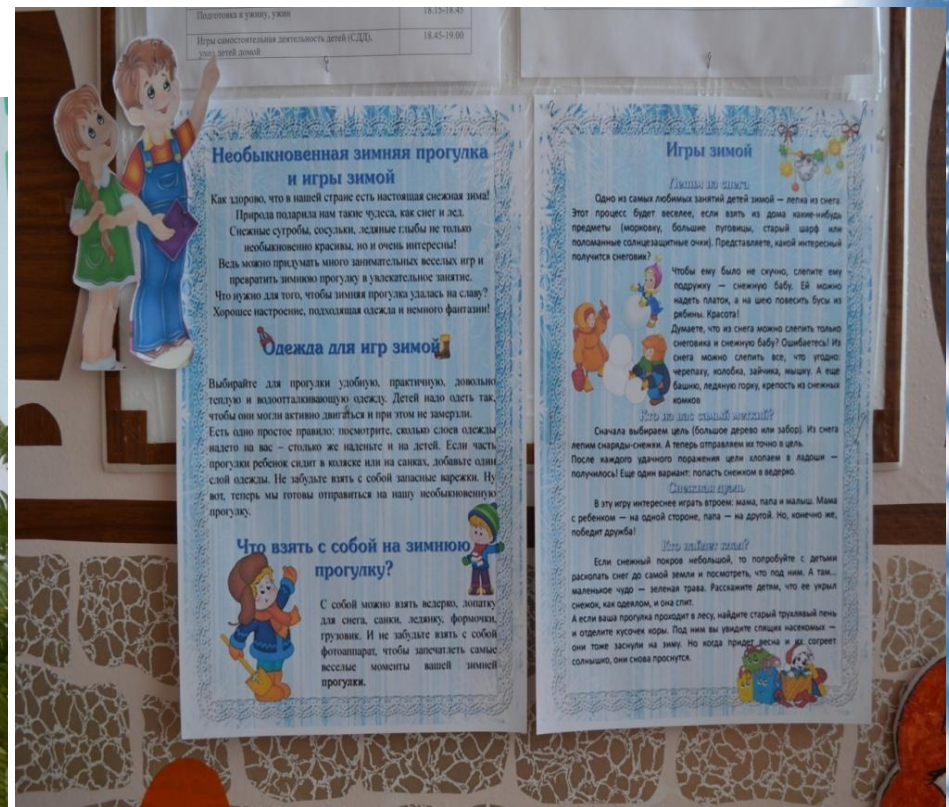 Подготовка к ужину, ужин
18.15-18.45
Игры самостоятельная деятельность детей (СДД),
уход детей домой
18.45-19.00
Необыкновенная зимняя прогулка
и игры зимой
Как здорово, что в нашей стране есть настоящая снежная зима!
Природа подарила нам такие чудеса, как снег и лед.
Снежные сугробы, сосульки, ледяные глыбы не только
необыкновенно красивы, но и очень интересны!
Ведь можно придумать много занимательных веселых игр и
превратить зимнюю прогулку в увлекательное занятие.
Что нужно для того, чтобы зимняя прогулка удалась на славу?
Хорошее настроение, подходящая одежда и немного фантазии!
Одежда для игр зимой
Выбирайте для прогулки удобную, практичную, довольно
теплую и водоотталкивающую одежду. Детей надо одеть так,
чтобы они могли активно двигаться и при этом не замерзли.
Есть одно простое правило: посмотрите, сколько слоев одежды
надето на вас – столько же наденьте и на детей. Если часть
прогулки ребенок сидит в коляске или на санках, добавьте один
слой одежды. Не забудьте взять с собой запасные варежки. Ну
вот, теперь мы готовы отправиться на нашу необыкновенную
прогулку.
Что взять с собой на зимнюю
прогулку?
С собой можно взять ведерко, лопатку
для снега, санки, ледянку, формочки,
грузовик. И не забудьте взять с собой
фотоаппарат, чтобы запечатлеть самые
веселые моменты вашей зимней
прогулки.
Игры зимой
Лепим из снега
Одно из самых любимых занятий детей зимой — лепка из снега.
Этот процесс будет веселее, если взять из дома какие-нибудь
предметы (морковку, большие пуговицы, старый шарф или
поломанные солнцезащитные очки). Представляете, какой интересный
получится снеговик?
Чтобы ему было не скучно, слепите ему
подружку — снежную бабу. Ей можно
надеть платок, а на шею повесить бусы из
рябины. Красота!
Думаете, что из снега можно слепить только
снеговика и снежную бабу? Ошибаетесь! Из
снега можно слепить все, что угодно:
черепаху, колобка, зайчика, мышку. А еще
башню, ледяную горку, крепость из снежных
комков
Кто из нас самый меткий?
Сначала выбираем цель (большое дерево или забор). Из снега
лепим снаряды-снежки. А теперь отправляем их точно в цель.
После каждого удачного поражения цели хлопаем в ладоши —
получилось! Еще один вариант: попасть снежком в ведерко.
Снежная дуэль
В эту игру интереснее играть втроем: мама, папа и малыш. Мама
с ребенком — на одной стороне, папа — на другой. Но, конечно же,
победит дружба!
Кто найдет клад?
Если снежный покров небольшой, то попробуйте с детьми
раскопать снег до самой земли и посмотреть, что под ним. А там...
маленькое чудо — зеленая трава. Расскажите детям, что ее укрыл
снежок, как одеялом, и она спит.
А если ваша прогулка проходит в лесу, найдите старый трухлявый пень
и отделите кусочек коры. Под ним вы увидите спящих насекомых —
они тоже заснули на зиму. Но когда придет весна и их согреет
солнышко, они снова проснутся.